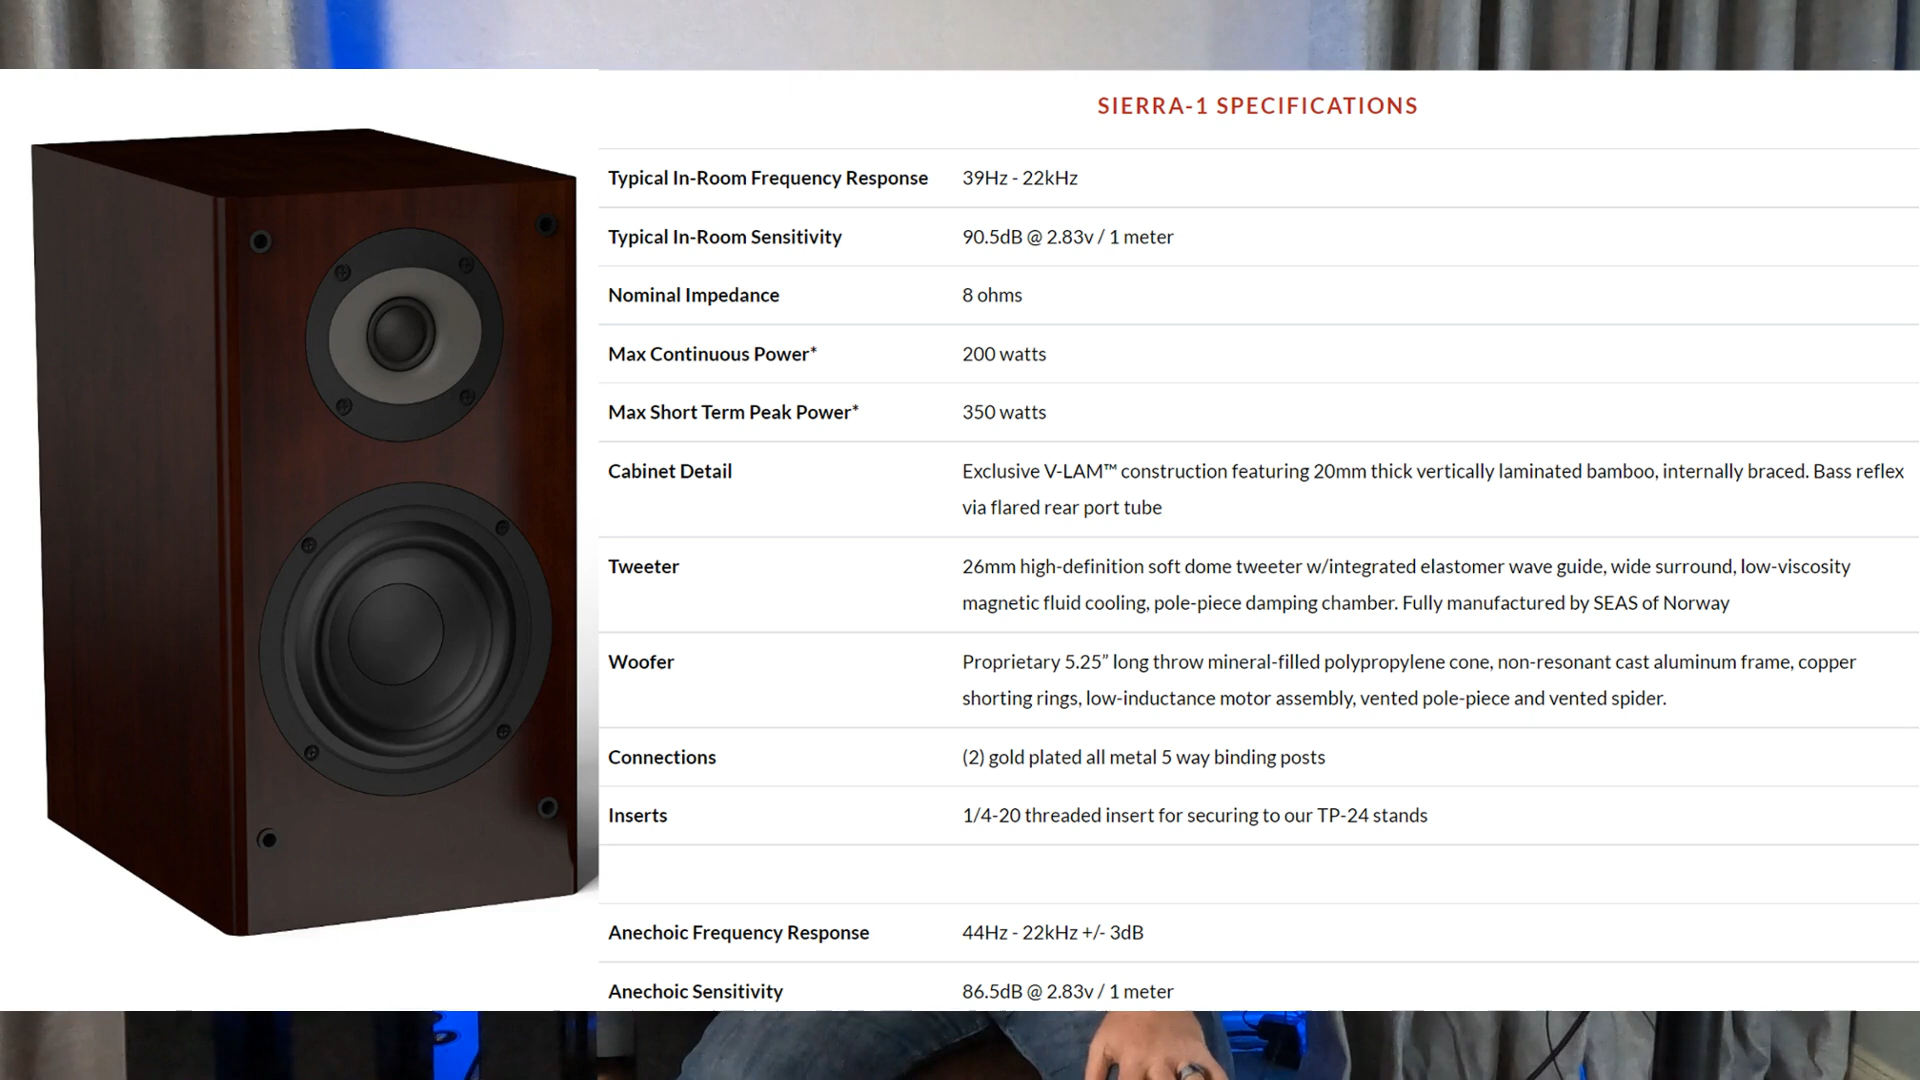 SIERRA-1 SPECIFICATIONS
Typical In-Room Frequency Response 39Hz - 22kHz
Typical In-Room Sensitivity 90.5dB @ 2.83v / 1 meter
Nominal Impedance 8 ohms
Max Continuous Power* 200 watts
Max Short Term Peak Power* 350 watts
Cabinet Detail Exclusive V-LAM™ construction featuring 20mm thick vertically laminated bamboo, internally braced. Bass reflex
via flared rear port tube
Tweeter 26mm high-definition soft dome tweeter w/integrated elastomer wave guide, wide surround, low-viscosity
magnetic fluid cooling, pole-piece damping chamber. Fully manufactured by SEAS of Norway
Woofer Proprietary 5.25” long throw mineral-filled polypropylene cone, non-resonant cast aluminum frame, copper
shorting rings, low-inductance motor assembly, vented pole-piece and vented spider.
Connections (2) gold plated all metal 5 way binding posts
Inserts 1/4-20 threaded insert for securing to our TP-24 stands
Anechoic Frequency Response 44Hz - 22kHz +/- 3dB
Anechoic Sensitivity 86.5dB @ 2.83v / 1 meter